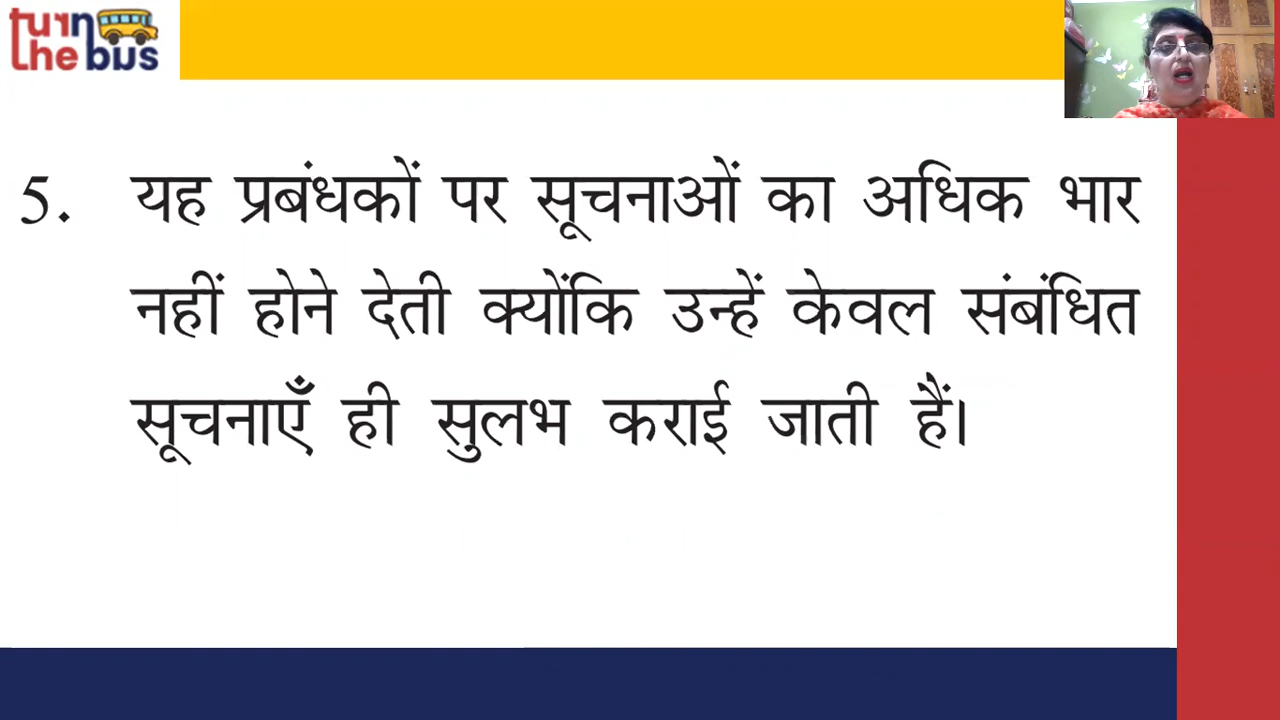 turn
the bus
5. यह प्रबंधकों पर सूचनाओं का अधिक भार
नहीं होने देती क्योंकि उन्हें केवल संबंधित
सूचनाएँ ही सुलभ कराई जाती हैं।